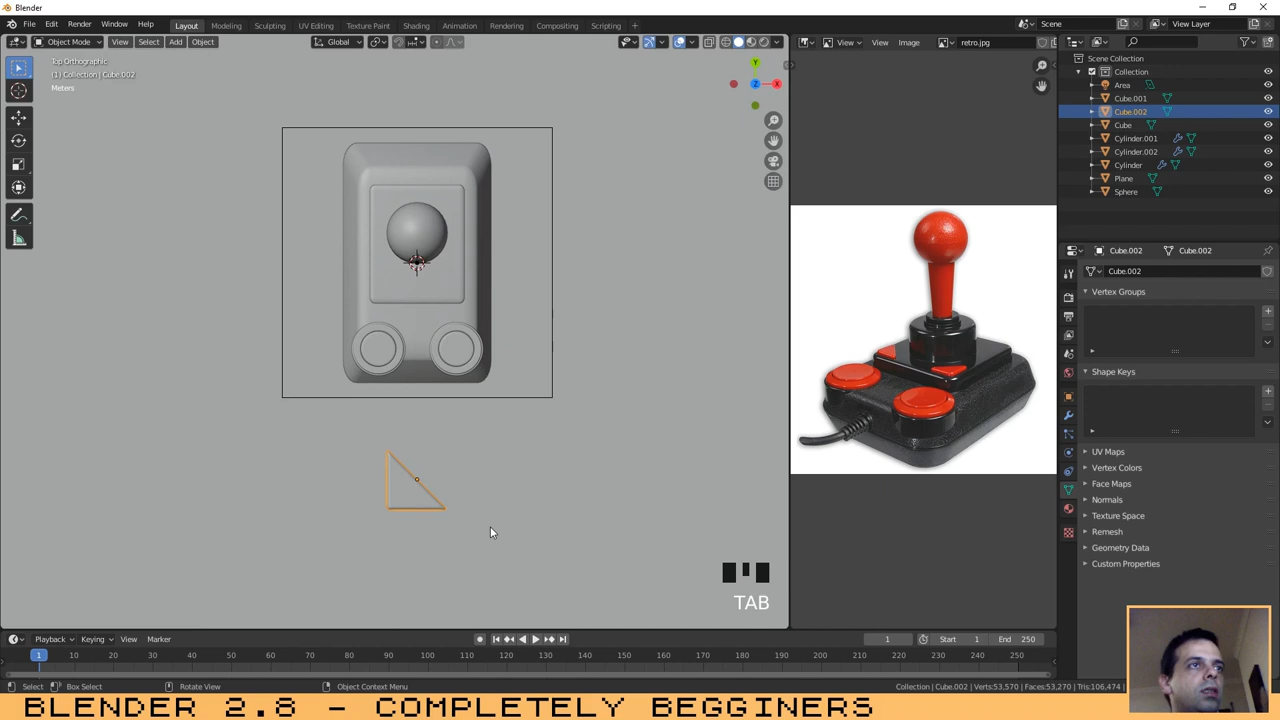 Blender
File Edit Render Window Help Layout Modeling Sculpting UV Editing Texture Paint Shading Animation Rendering Compositing Scripting + Scene View Layer
Object Mode View Select Add Object Global View View Image retro.jpg
Top Orthographic
(1) Collection | Cube.002
Meters
Y
Z
X
Scene Collection
Collection
Area
Cube.001
Cube.002
Cube
Cylinder.001
Cylinder.002
Cylinder
Plane
Sphere
Cube.002 Cube.002
Cube.002
Vertex Groups
Shape Keys
UV Maps
Vertex Colors
Face Maps
Normals
Texture Space
Remesh
Geometry Data
Custom Properties
TAB
Playback Keying View Marker 1 Start 1 End 250
1 10 20 30 40 50 60 70 80 90 100 110 120 130 140 150 160 170 180 190 200 210 220 230 240 250
Select Box Select Rotate View Object Context Menu Collection | Cube.002 | Verts:53,570 | Faces:53,270 | Tris:106,474 |
BLENDER 2.8 - COMPLETELY BEGGINERS